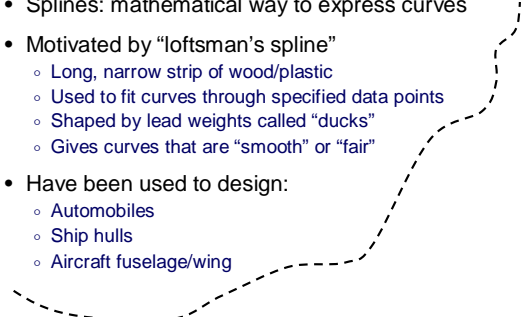 • Splines: mathematical way to express curves
• Motivated by “loftsman’s spline”
◦ Long, narrow strip of wood/plastic
◦ Used to fit curves through specified data points
◦ Shaped by lead weights called “ducks”
◦ Gives curves that are “smooth” or “fair”
• Have been used to design:
◦ Automobiles
◦ Ship hulls
◦ Aircraft fuselage/wing